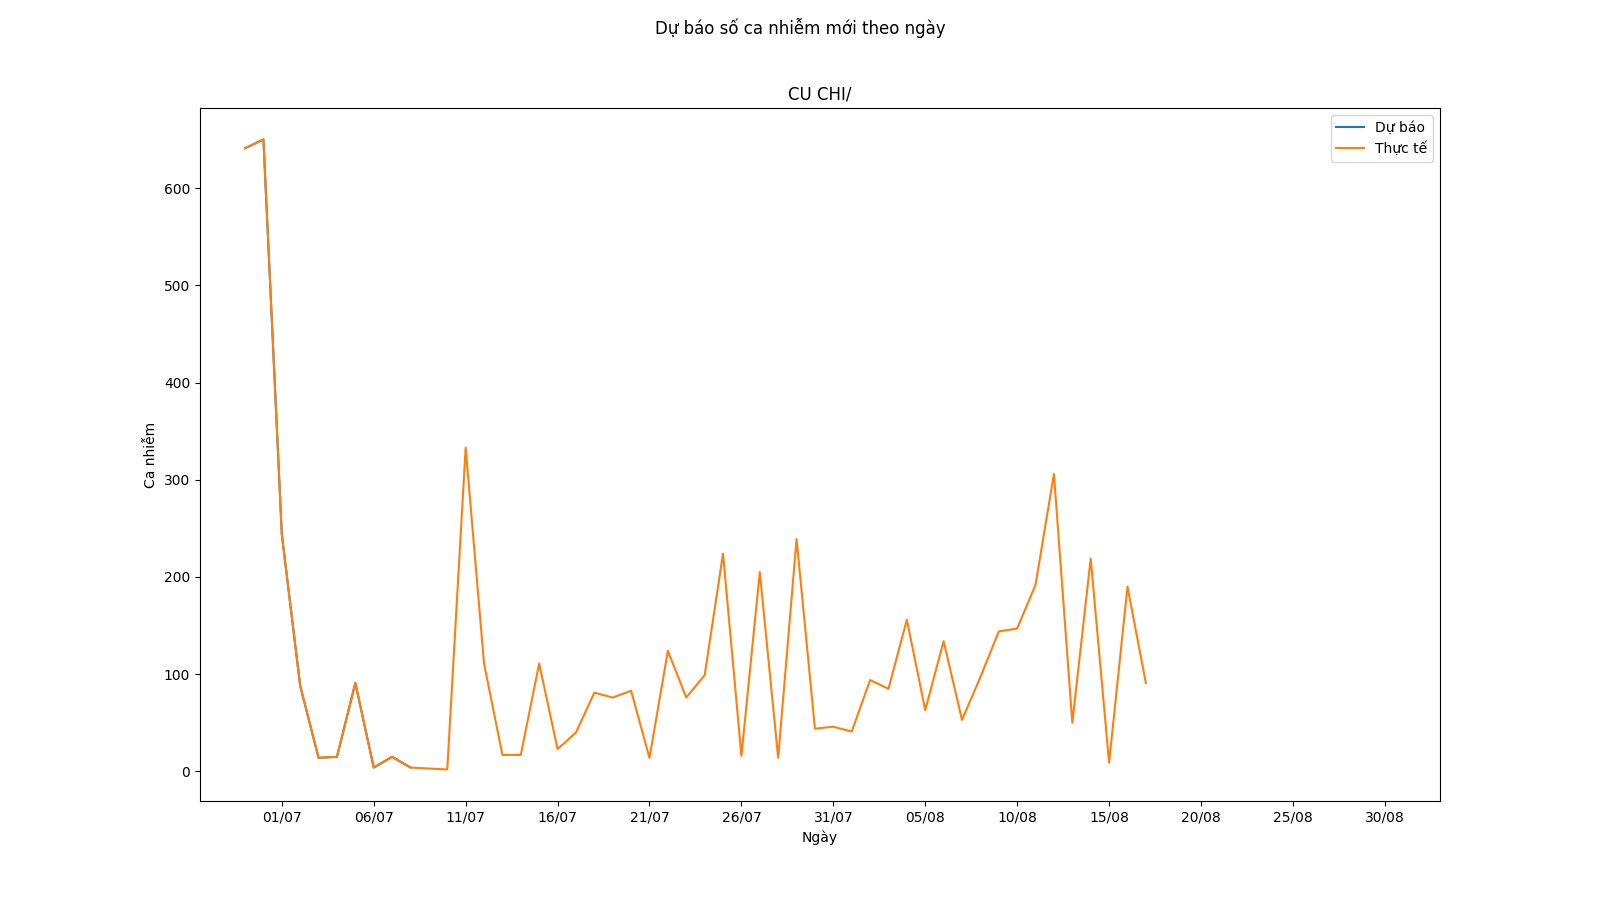 Dự báo số ca nhiễm mới theo ngày
CU CHI/
Dự báo
Thực tế
Ca nhiễm
600
500
400
300
200
100
0
01/07 06/07 11/07 16/07 21/07 26/07 31/07 05/08 10/08 15/08 20/08 25/08 30/08
Ngày